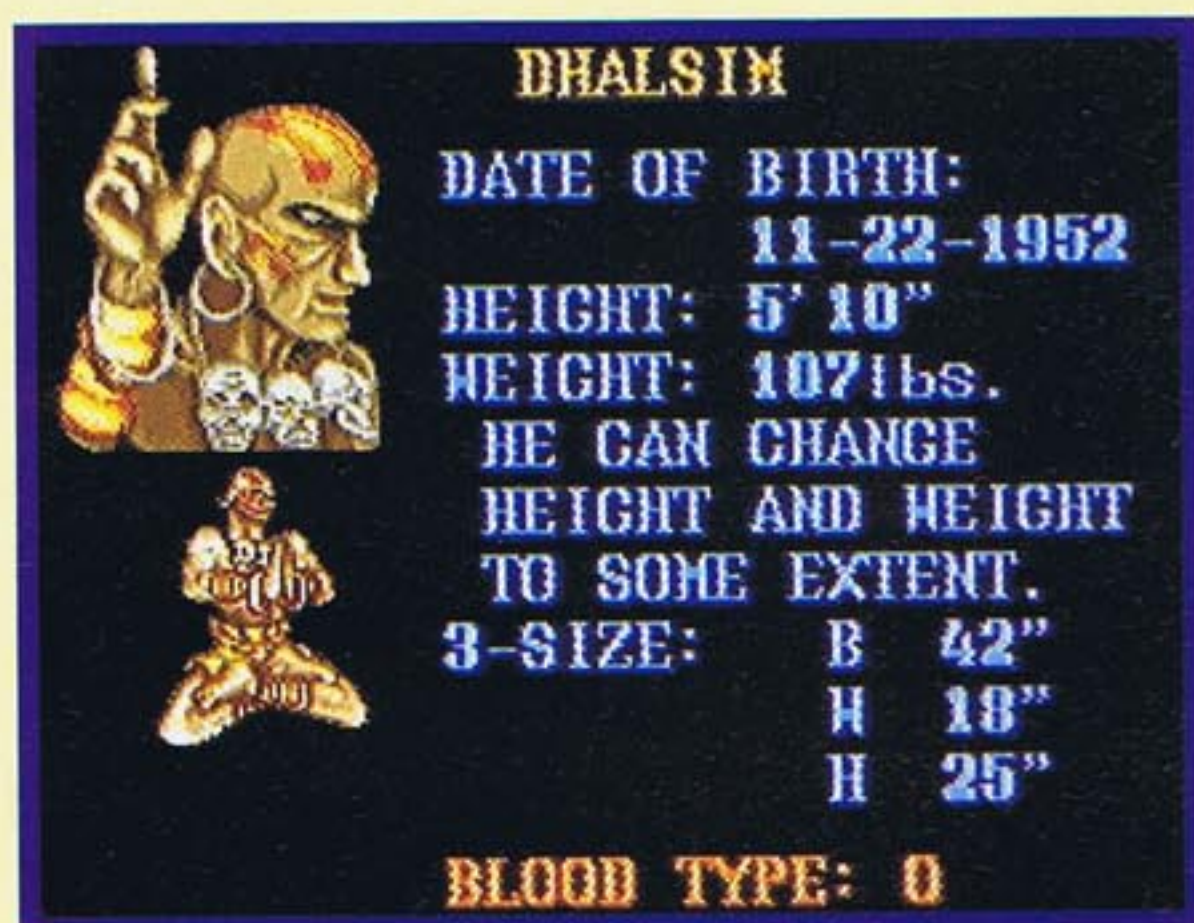 DHALSIM
DATE OF BIRTH:
11-22-1952
HEIGHT: 5' 10"
WEIGHT: 107lbs.
HE CAN CHANGE
HEIGHT AND WEIGHT
TO SOME EXTENT.
3-SIZE: B 42"
W 18"
H 25"
BLOOD TYPE: O